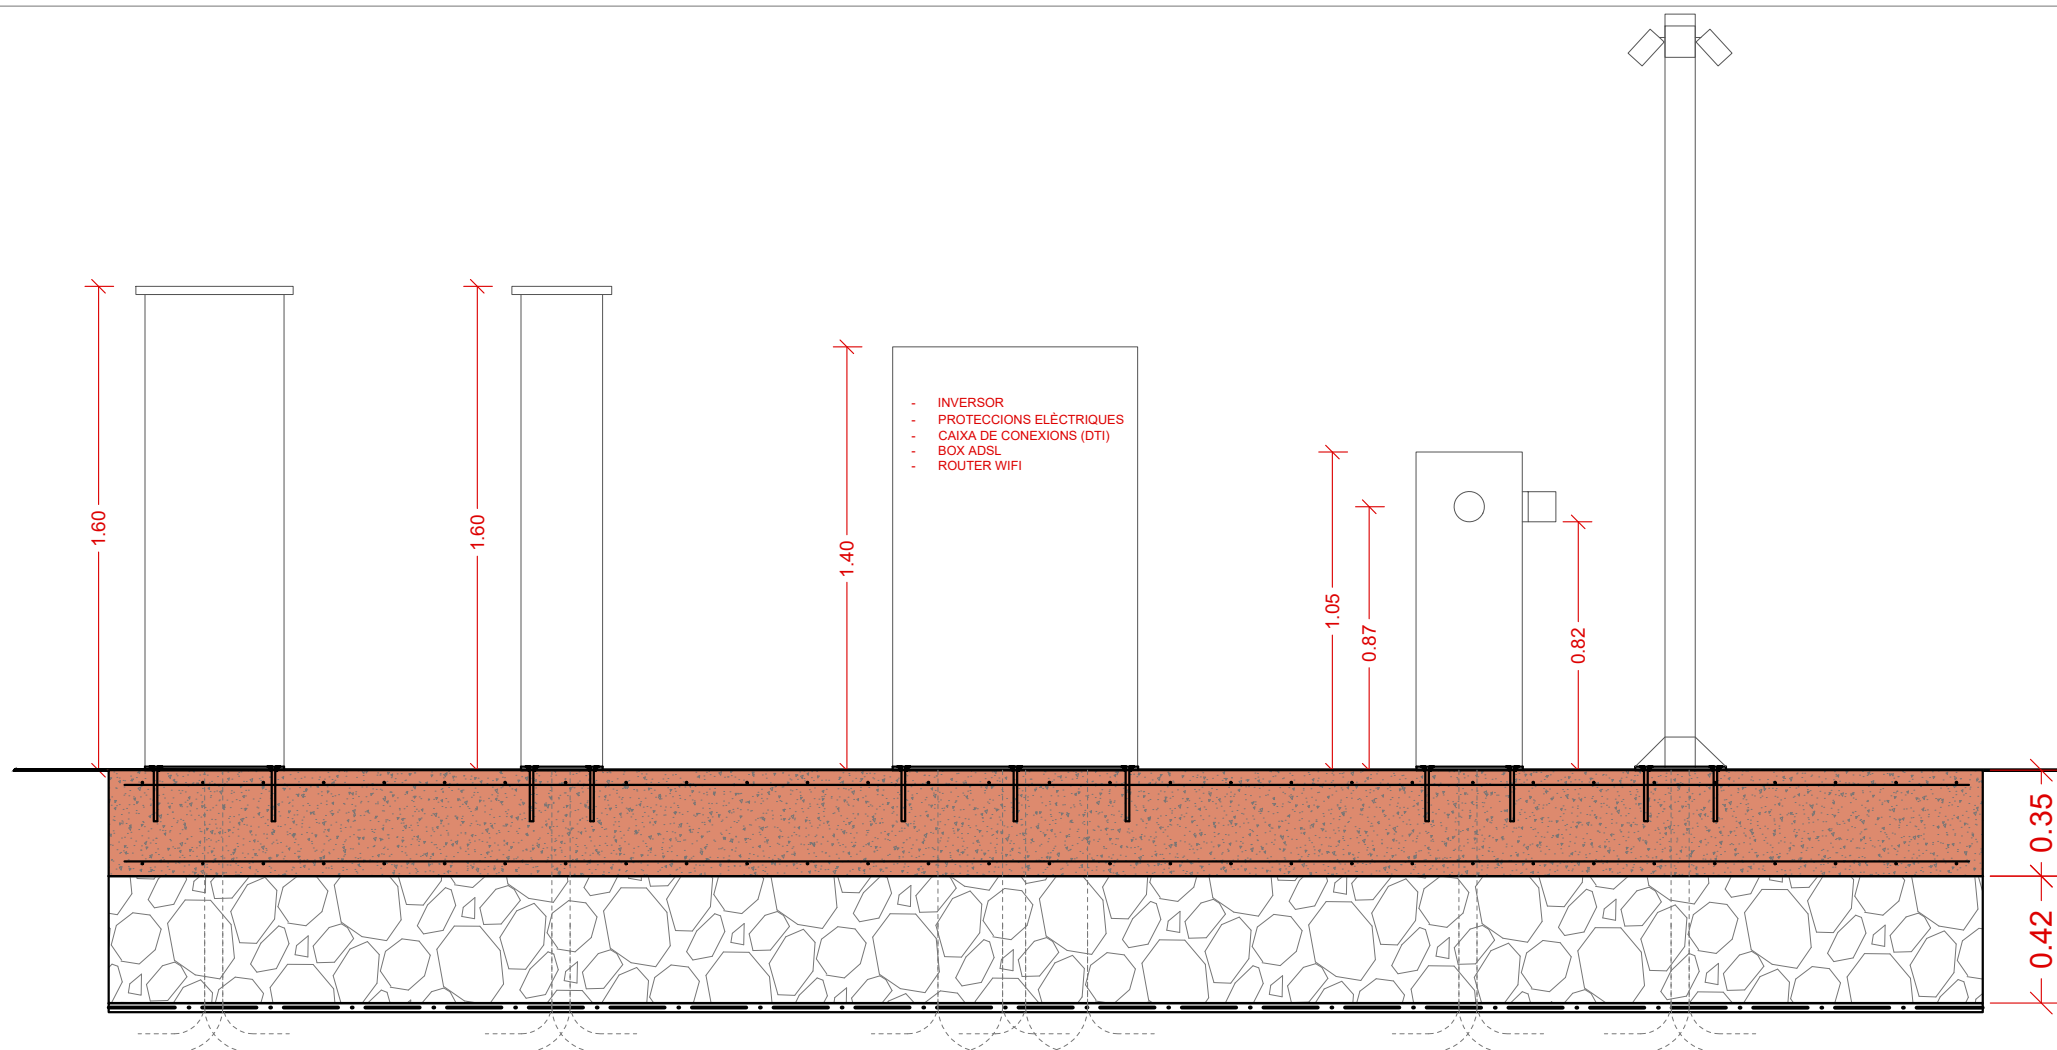 1.60
1.60
1.40
- INVERSOR
- PROTECCIONS ELÈCTRIQUES
- CAIXA DE CONEXIONS (DTI)
- BOX ADSL
- ROUTER WIFI
1.05
0.87
0.82
0.35
0.42